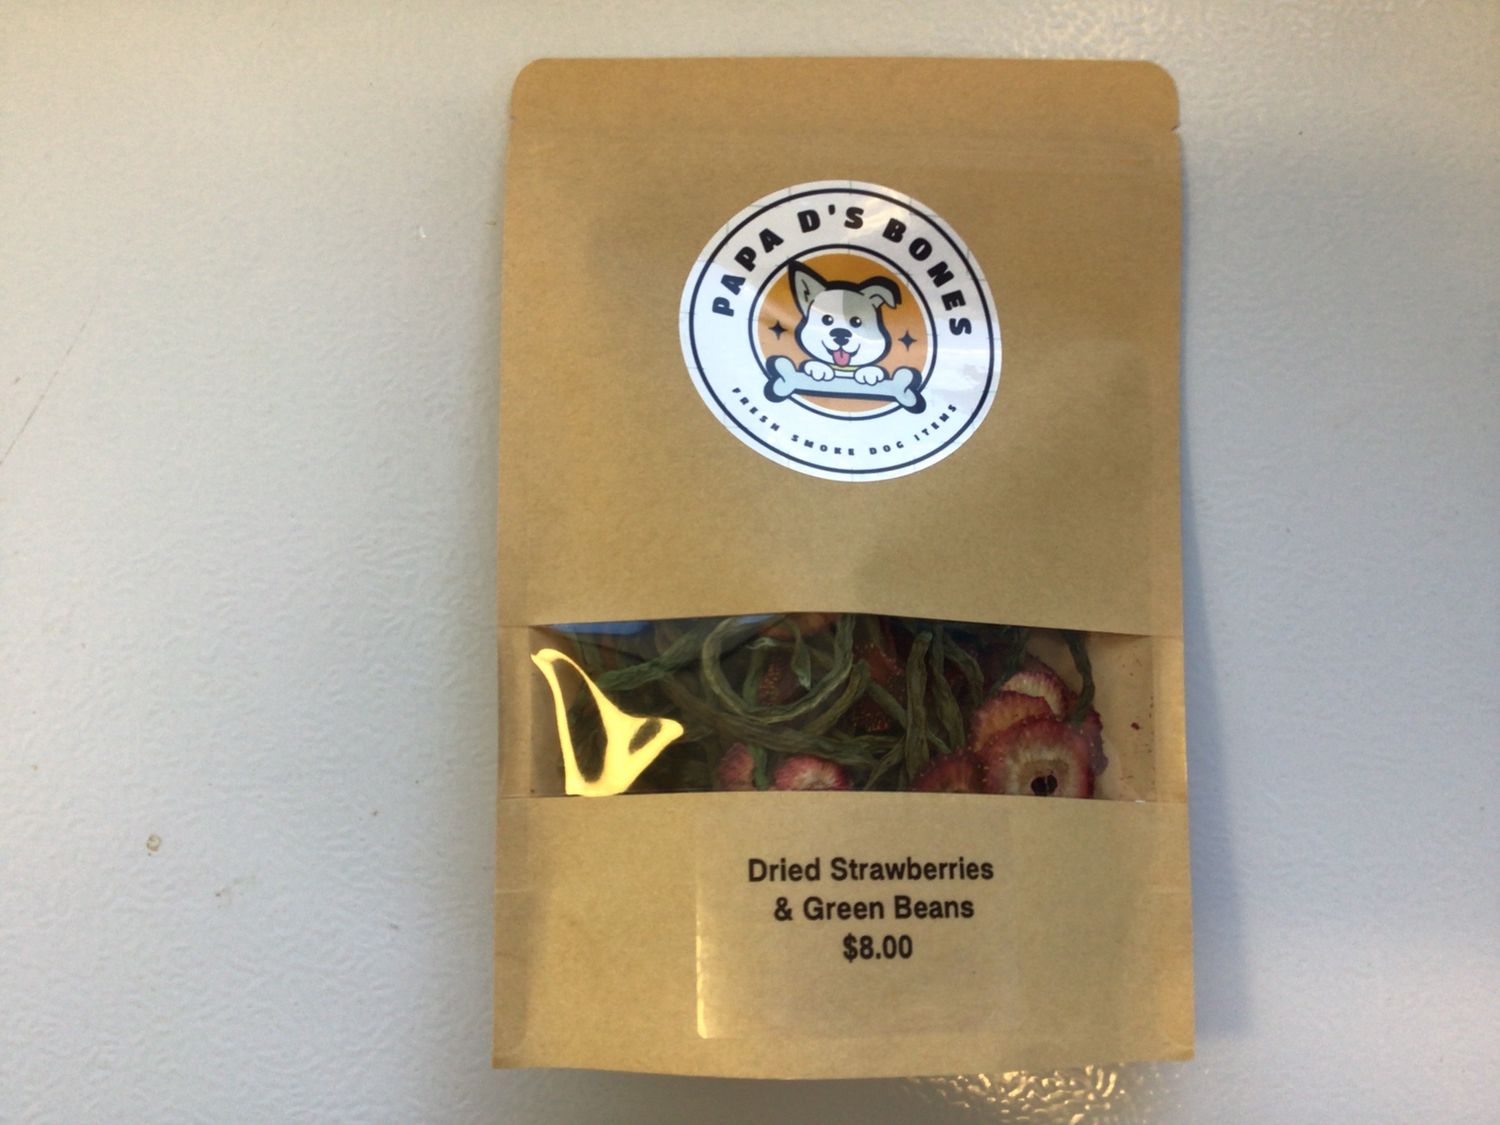 PAPA D'S BONES
FRESH SMOKE DOG ITEMS
Dried Strawberries
& Green Beans
$8.00